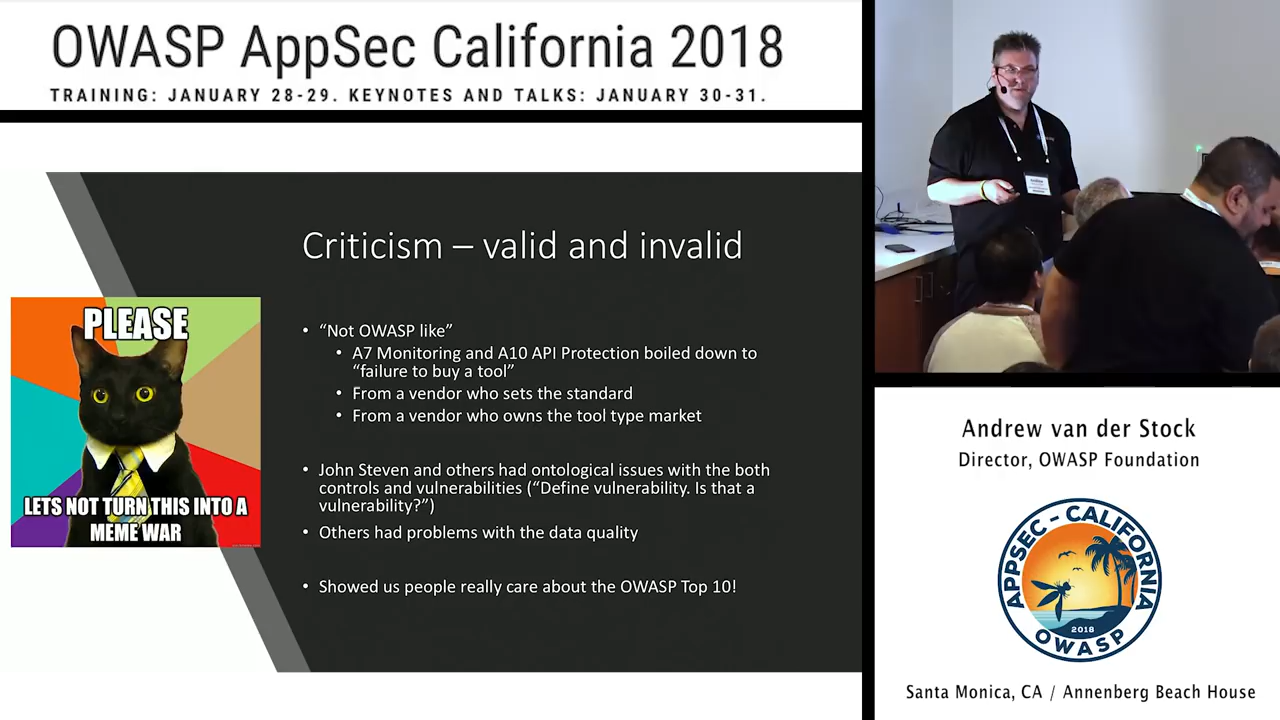 OWASP AppSec California 2018
TRAINING: JANUARY 28-29. KEYNOTES AND TALKS: JANUARY 30-31.
Criticism – valid and invalid
PLEASE
LETS NOT TURN THIS INTO A
MEME WAR
• “Not OWASP like”
• A7 Monitoring and A10 API Protection boiled down to
“failure to buy a tool”
• From a vendor who sets the standard
• From a vendor who owns the tool type market
• John Steven and others had ontological issues with the both
controls and vulnerabilities (“Define vulnerability. Is that a
vulnerability?”)
• Others had problems with the data quality
• Showed us people really care about the OWASP Top 10!
Andrew van der Stock
Director, OWASP Foundation
APPSEC - CALIFORNIA
2018
OWASP
Santa Monica, CA / Annenberg Beach House